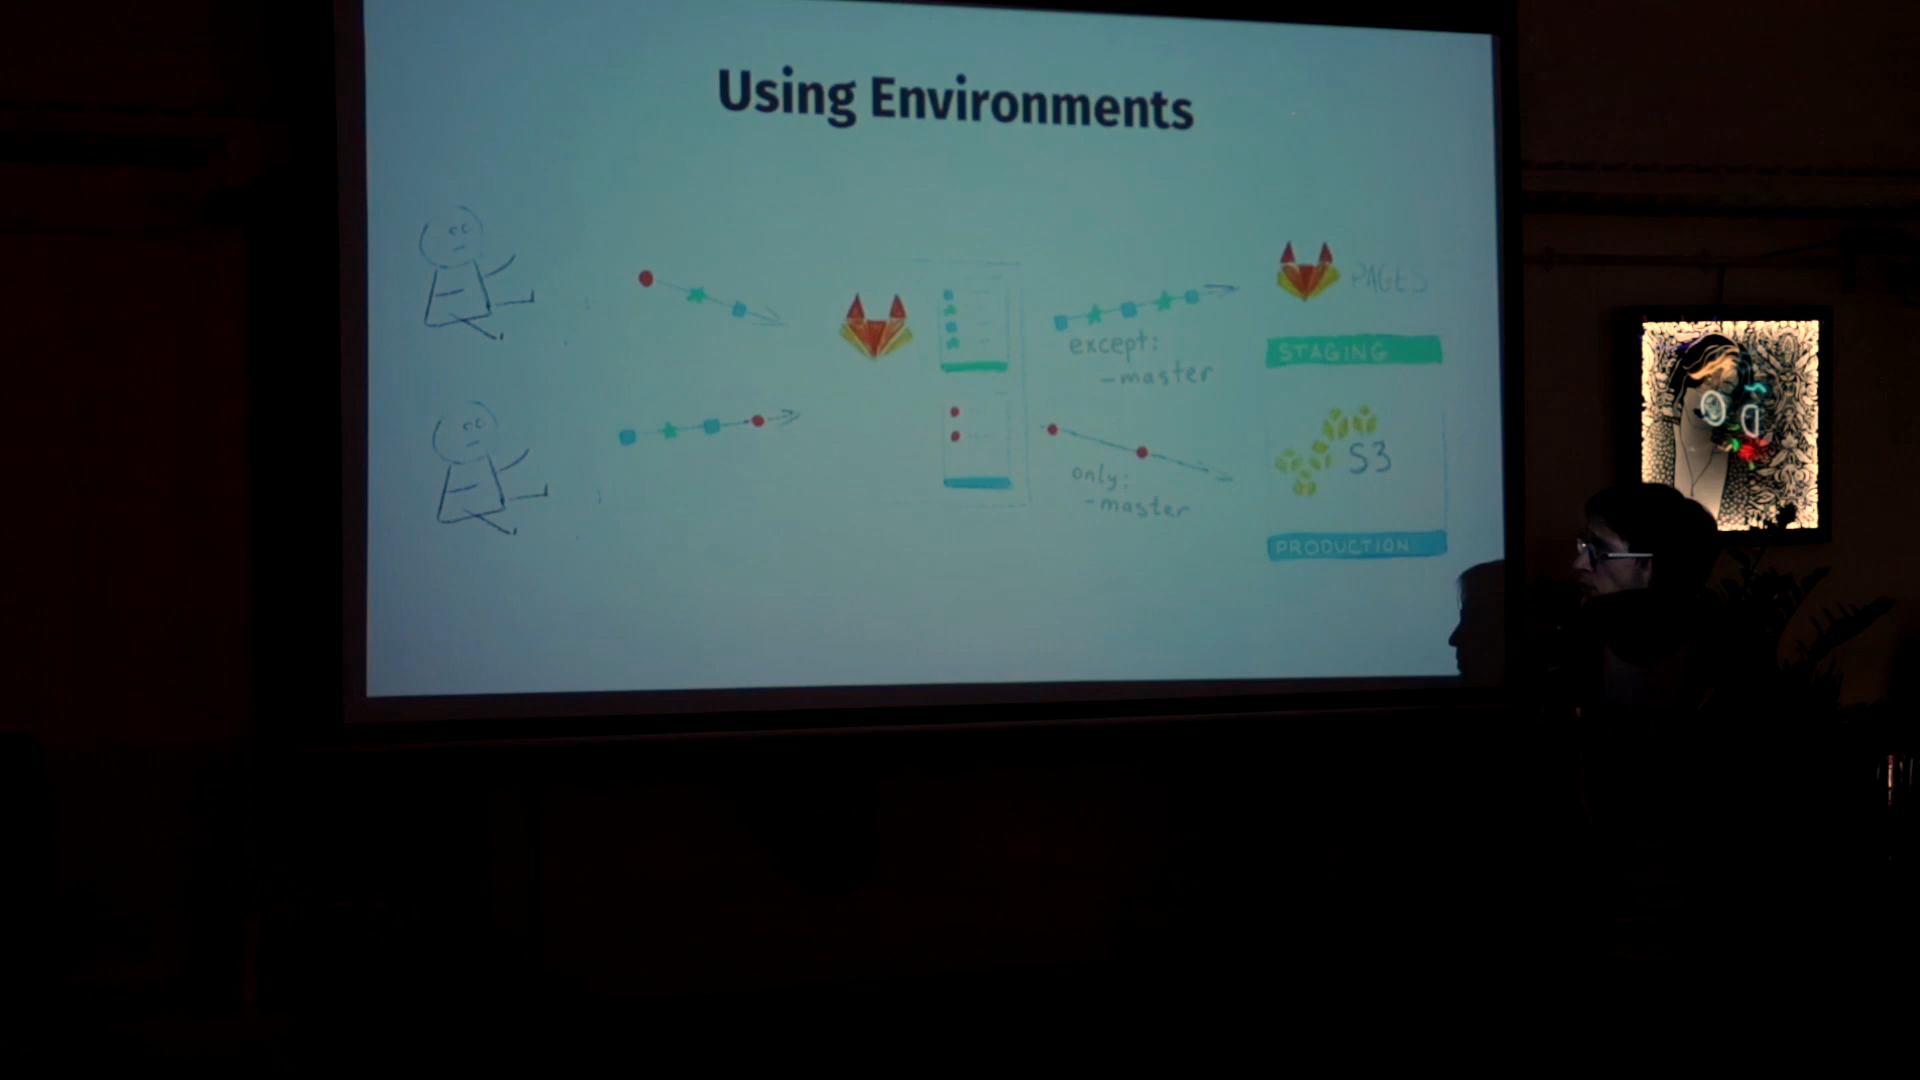 Using Environments
PAGES
except:
-master
STAGING
S3
only:
-master
PRODUCTION